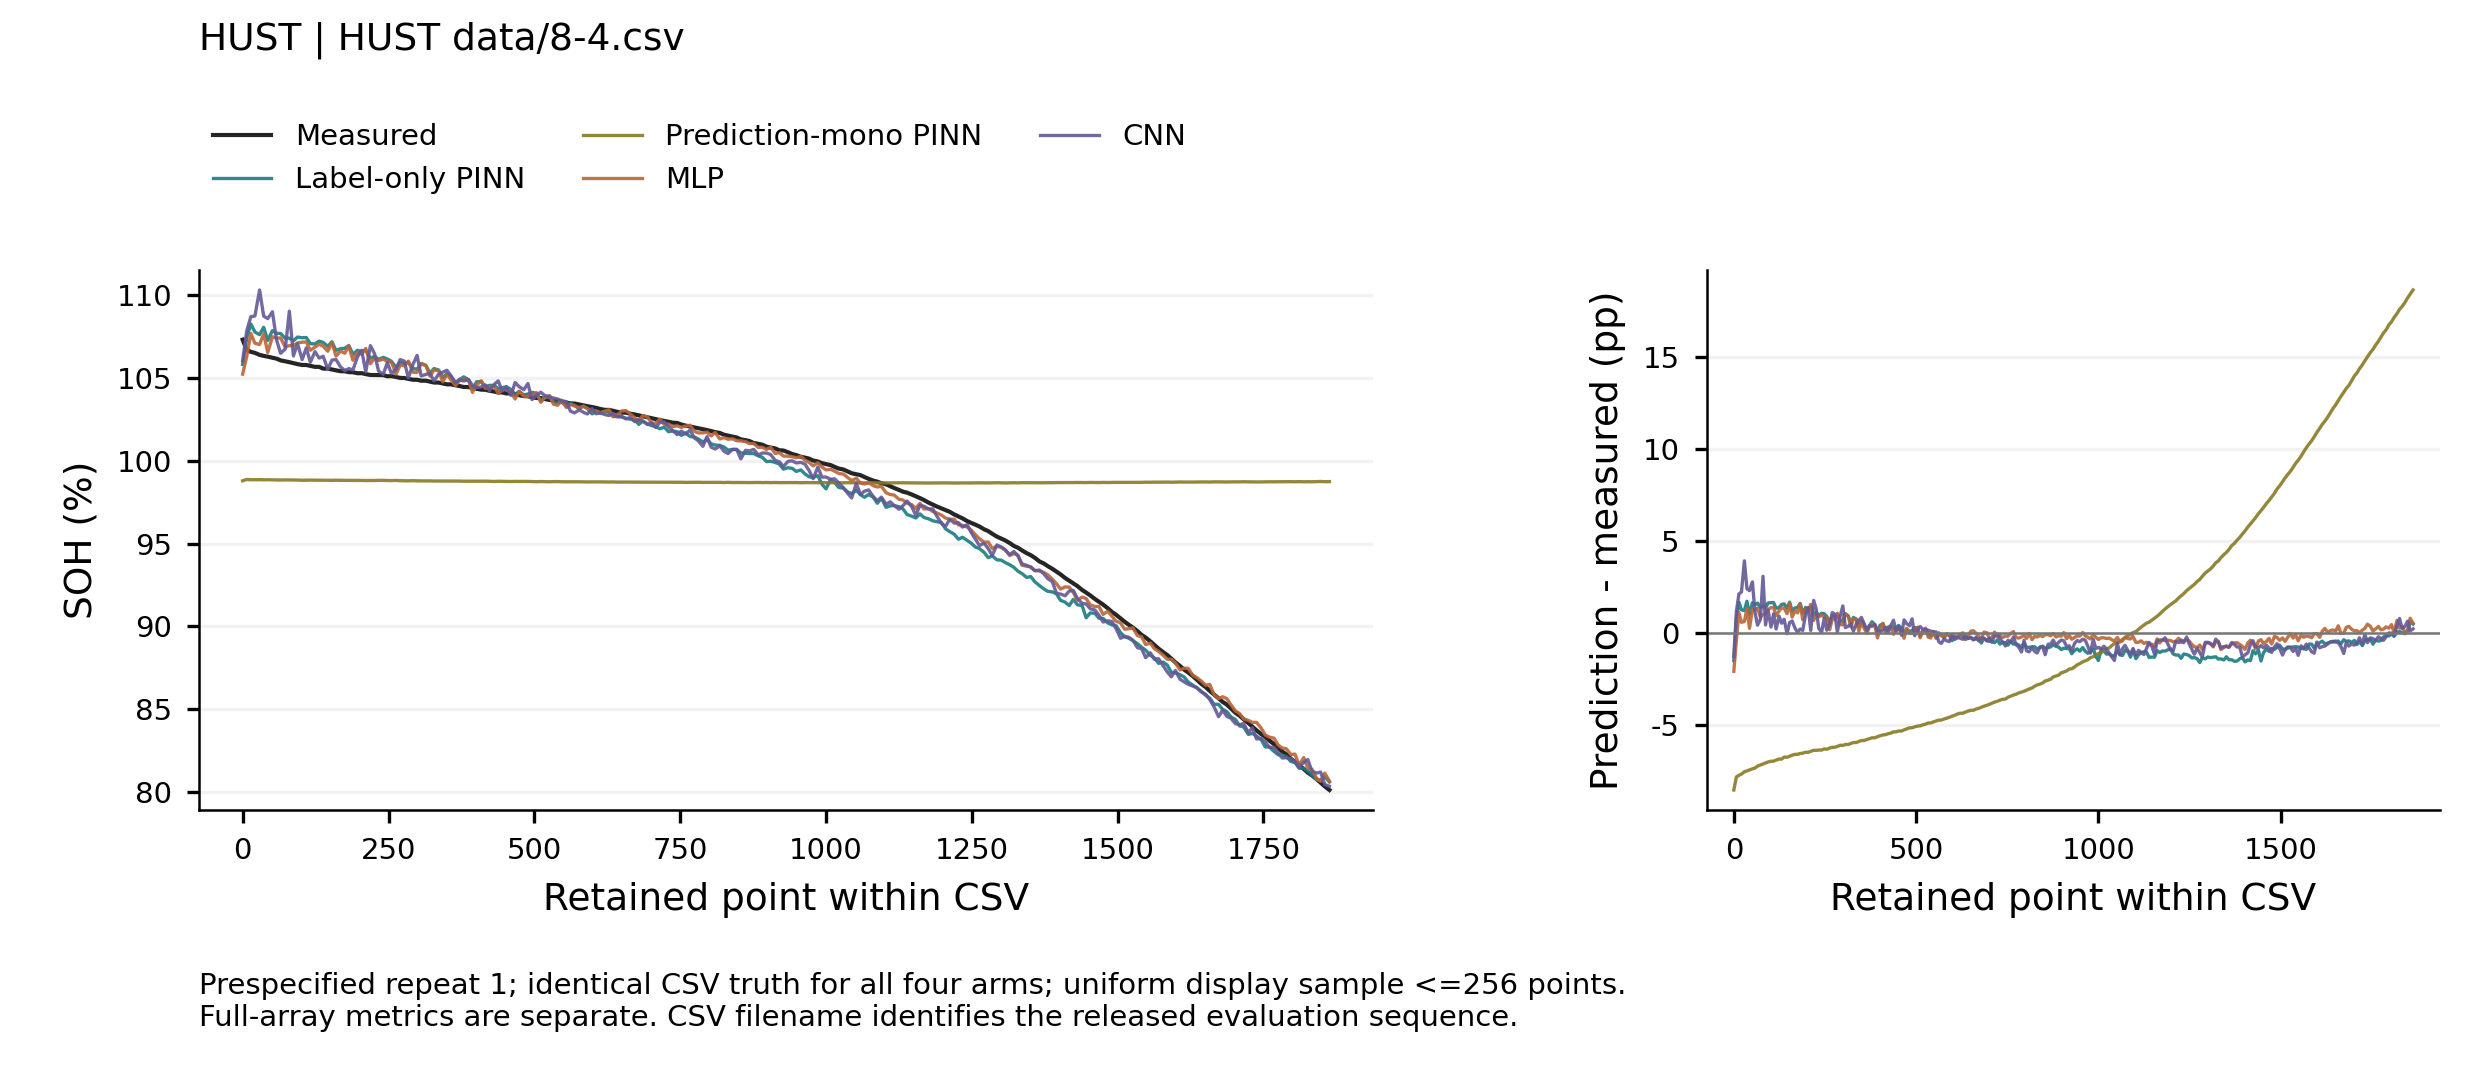 HUST | HUST data/8-4.csv
Measured
Prediction-mono PINN
CNN
Label-only PINN
MLP
SOH (%)
110
105
100
95
90
85
80
0
250
500
750
1000
1250
1500
1750
Retained point within CSV
Prediction - measured (pp)
15
10
5
0
-5
0
500
1000
1500
Retained point within CSV
Prespecified repeat 1; identical CSV truth for all four arms; uniform display sample <=256 points.
Full-array metrics are separate. CSV filename identifies the released evaluation sequence.